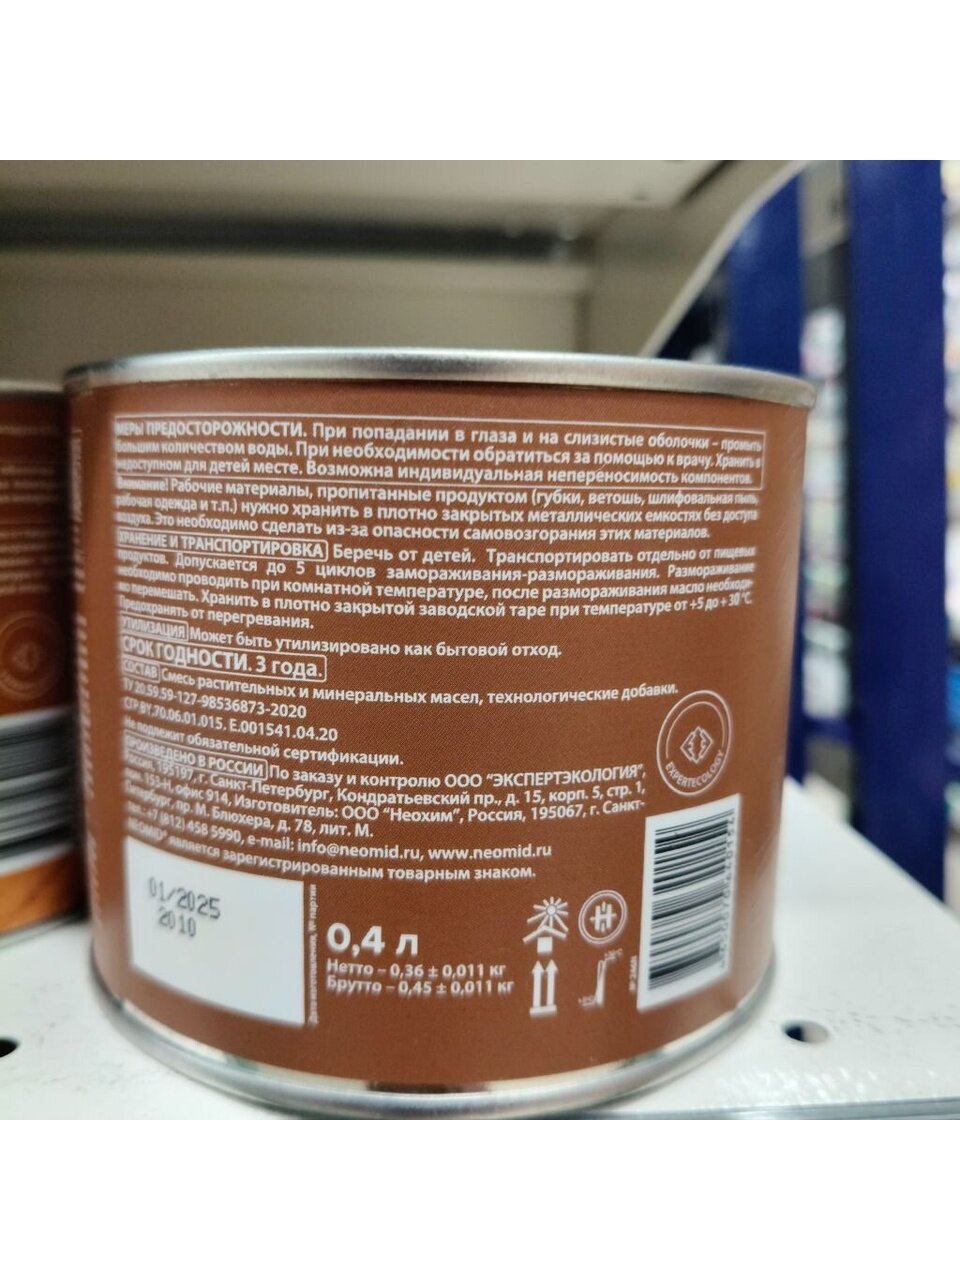 МЕРЫ ПРЕДОСТОРОЖНОСТИ. При попадании в глаза и на слизистые оболочки – промыть
большим количеством воды. При необходимости обратиться за помощью к врачу. Хранить в
недоступном для детей месте. Возможна индивидуальная непереносимость компонентов.
Внимание! Рабочие материалы, пропитанные продуктом (губки, ветошь, шлифовальная пыль,
рабочая одежда и т.п.) нужно хранить в плотно закрытых металлических емкостях без доступа
воздуха. Это необходимо сделать из-за опасности самовозгорания этих материалов.
ХРАНЕНИЕ И ТРАНСПОРТИРОВКА Беречь от детей. Транспортировать отдельно от пищевых
продуктов. Допускается до 5 циклов замораживания-размораживания. Размораживание
необходимо проводить при комнатной температуре, после размораживания масло необходи-
мо перемешать. Хранить в плотно закрытой заводской таре при температуре от +5 до +30 °С.
Предохранять от перегревания.
УТИЛИЗАЦИЯ Может быть утилизировано как бытовой отход.
СРОК ГОДНОСТИ. 3 года.
СОСТАВ Смесь растительных и минеральных масел, технологические добавки.
ТУ 20.59.59-127-98536873-2020
СГР BY.70.06.01.015. Е.001541.04.20
Не подлежит обязательной сертификации.
ПРОИЗВЕДЕНО В РОССИИ По заказу и контролю ООО "ЭКСПЕРТЭКОЛОГИЯ",
Россия, 195197, г. Санкт-Петербург, Кондратьевский пр., д. 15, корп. 5, стр. 1,
пом. 153-Н, офис 914, Изготовитель: ООО "Неохим", Россия, 195067, г. Санкт-
Петербург, пр. М. Блюхера, д. 78, лит. М.
тел.: +7 (812) 458 5990, e-mail: info@neomid.ru, www.neomid.ru
NEOMID® является зарегистрированным товарным знаком.
EXPERTECOLOGY
01/2025
2010
Дата изготовления, № партии
0,4 л
Нетто – 0,36 ± 0,011 кг
Брутто – 0,45 ± 0,011 кг